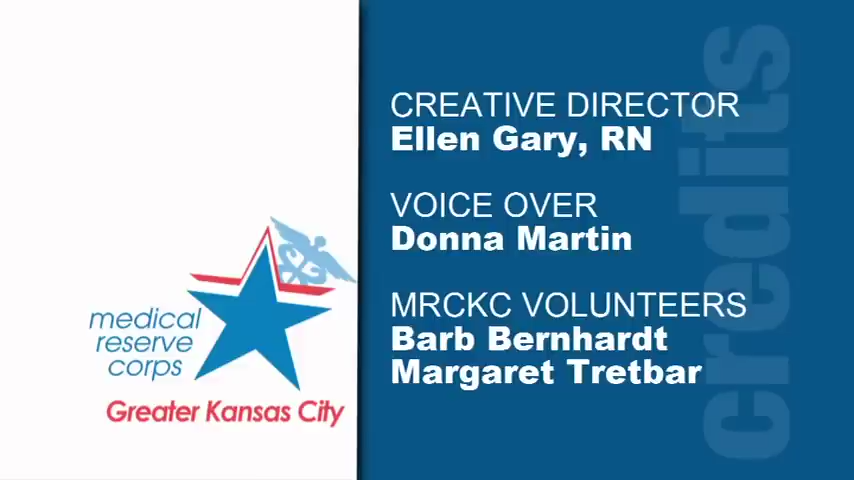 medical
reserve
corps
Greater Kansas City
CREATIVE DIRECTOR
Ellen Gary, RN
VOICE OVER
Donna Martin
MRCKC VOLUNTEERS
Barb Bernhardt
Margaret Tretbar
credits